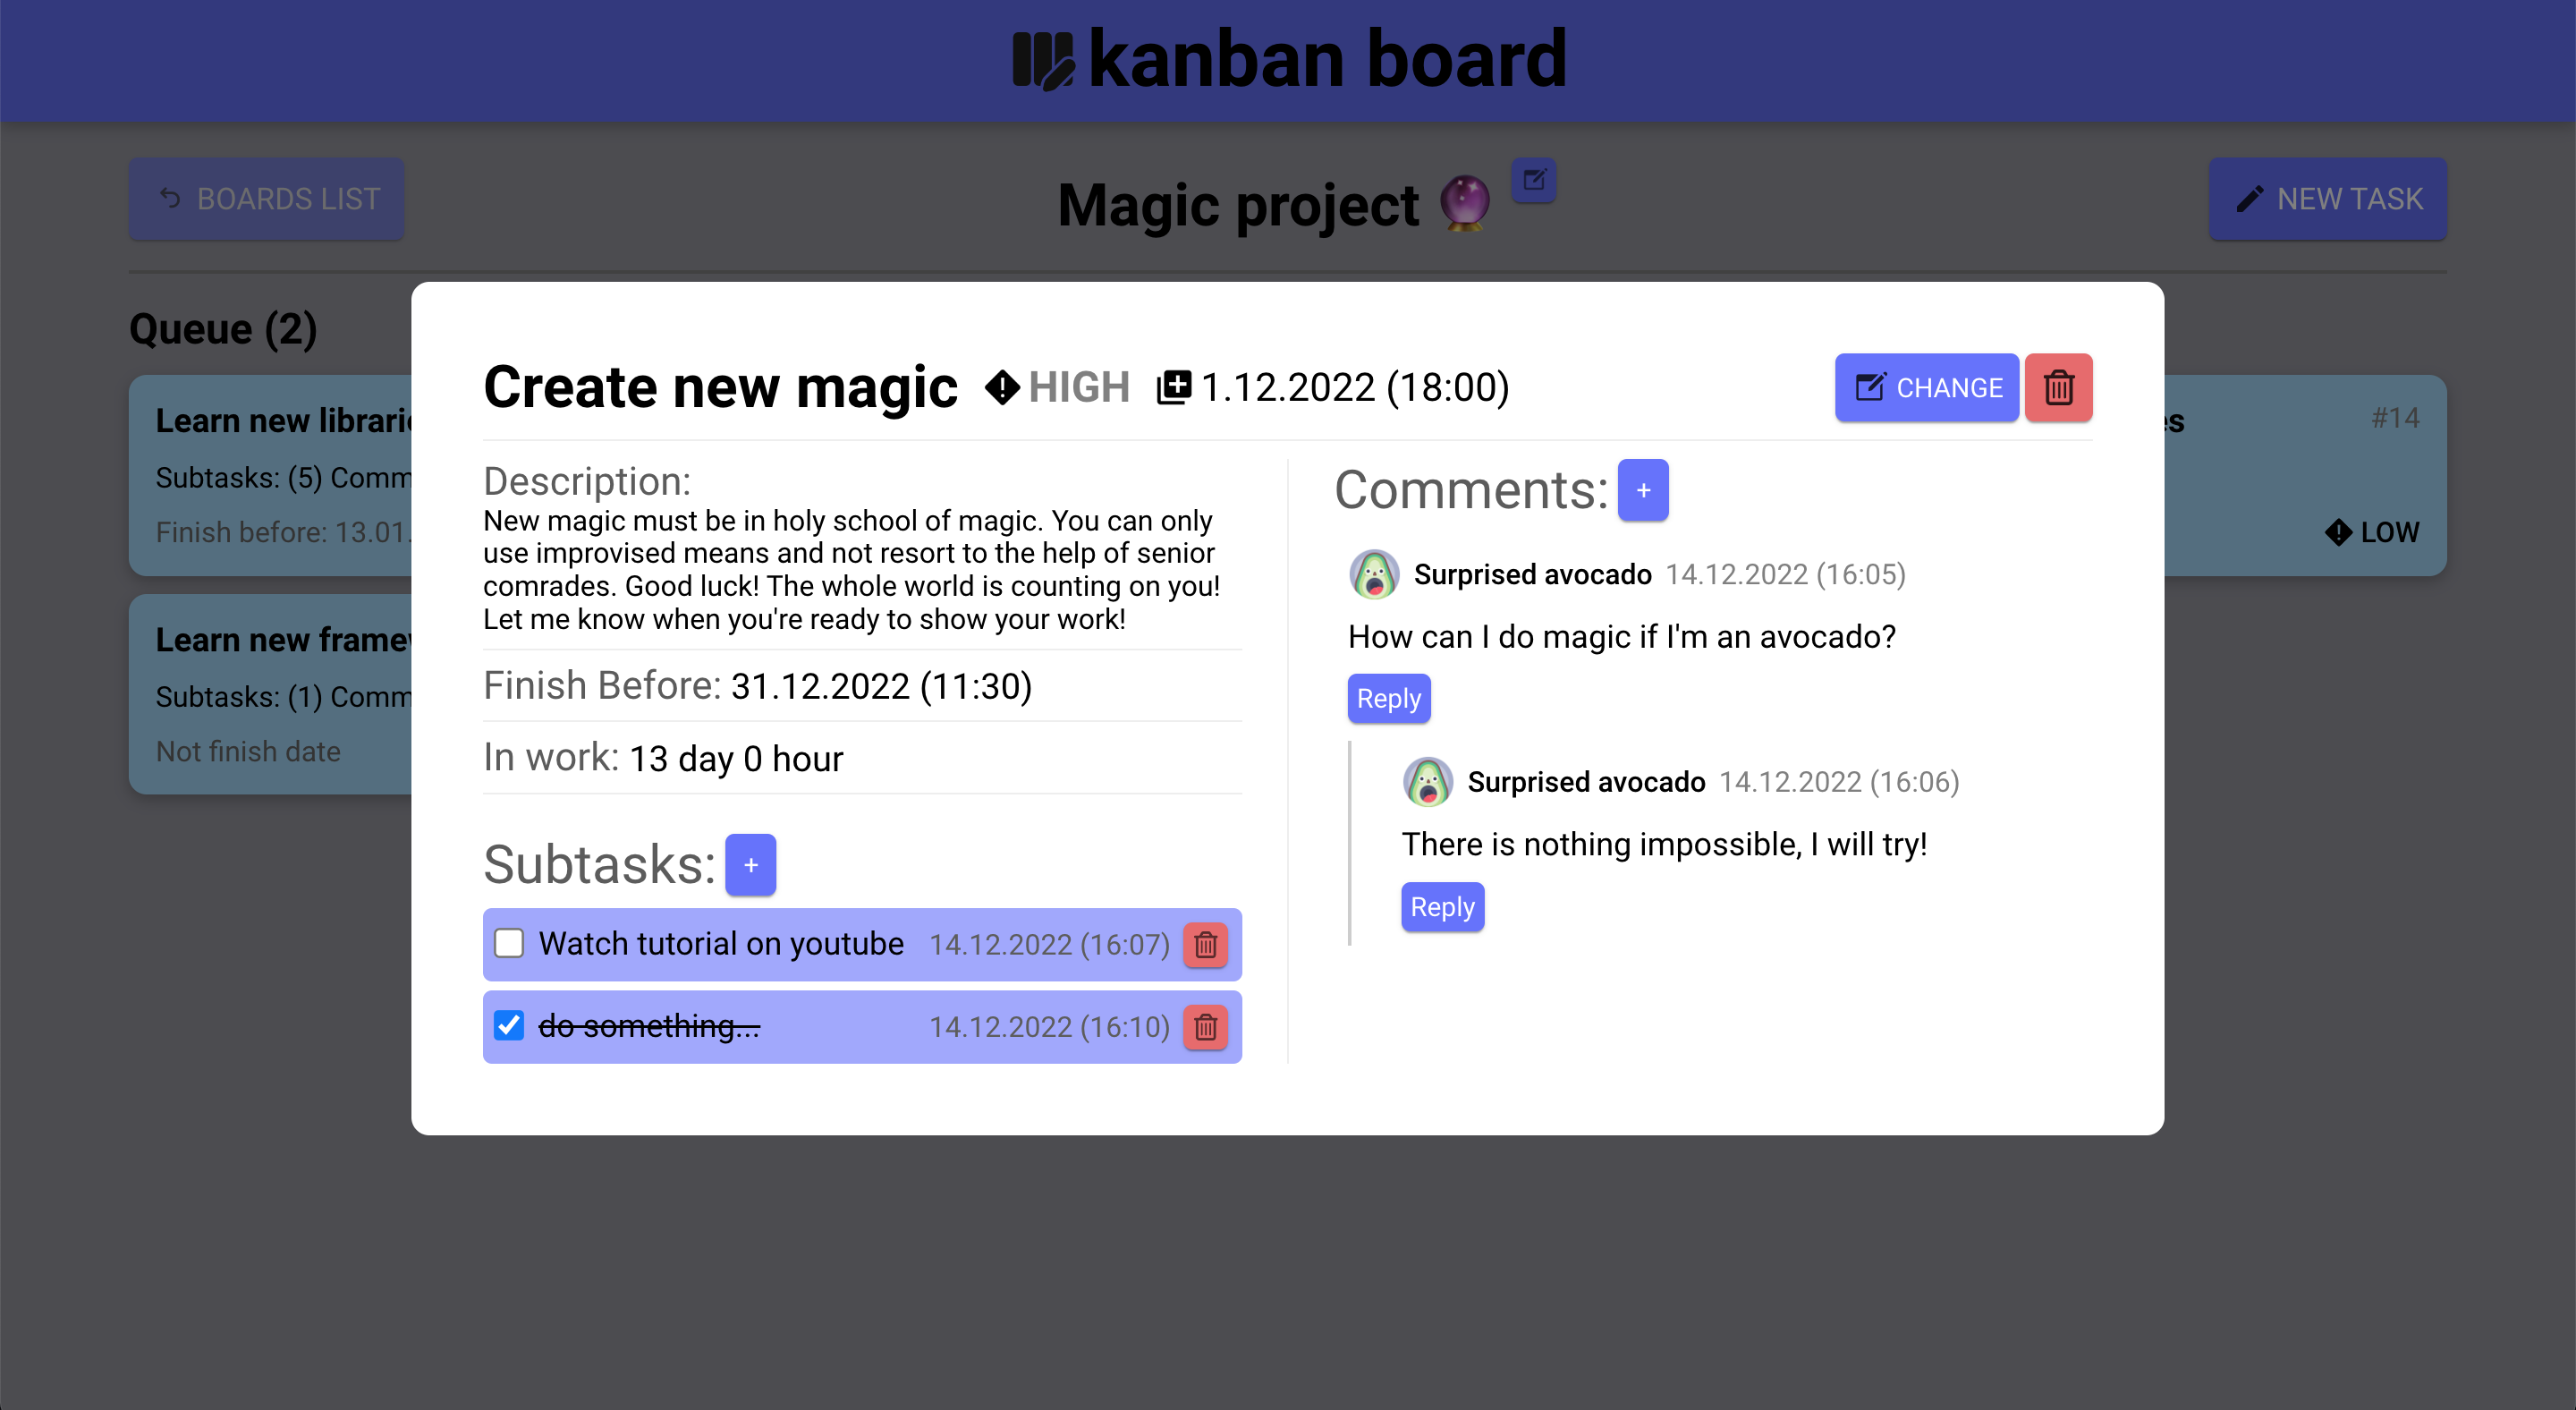 kanban board
BOARDS LIST
Magic project
NEW TASK
Queue (2)
Learn new
Subtasks: (5)
Finish before:
Learn new
Subtasks: (1)
Not finish date
#14
LOW
Create new magic HIGH 1.12.2022 (18:00)
CHANGE
Description:
New magic must be in holy school of magic. You can only
use improvised means and not resort to the help of senior
comrades. Good luck! The whole world is counting on you!
Let me know when you're ready to show your work!
Finish Before: 31.12.2022 (11:30)
In work: 13 day 0 hour
Subtasks: +
Watch tutorial on youtube 14.12.2022 (16:07)
do something... 14.12.2022 (16:10)
Comments: +
Surprised avocado 14.12.2022 (16:05)
How can I do magic if I'm an avocado?
Reply
Surprised avocado 14.12.2022 (16:06)
There is nothing impossible, I will try!
Reply